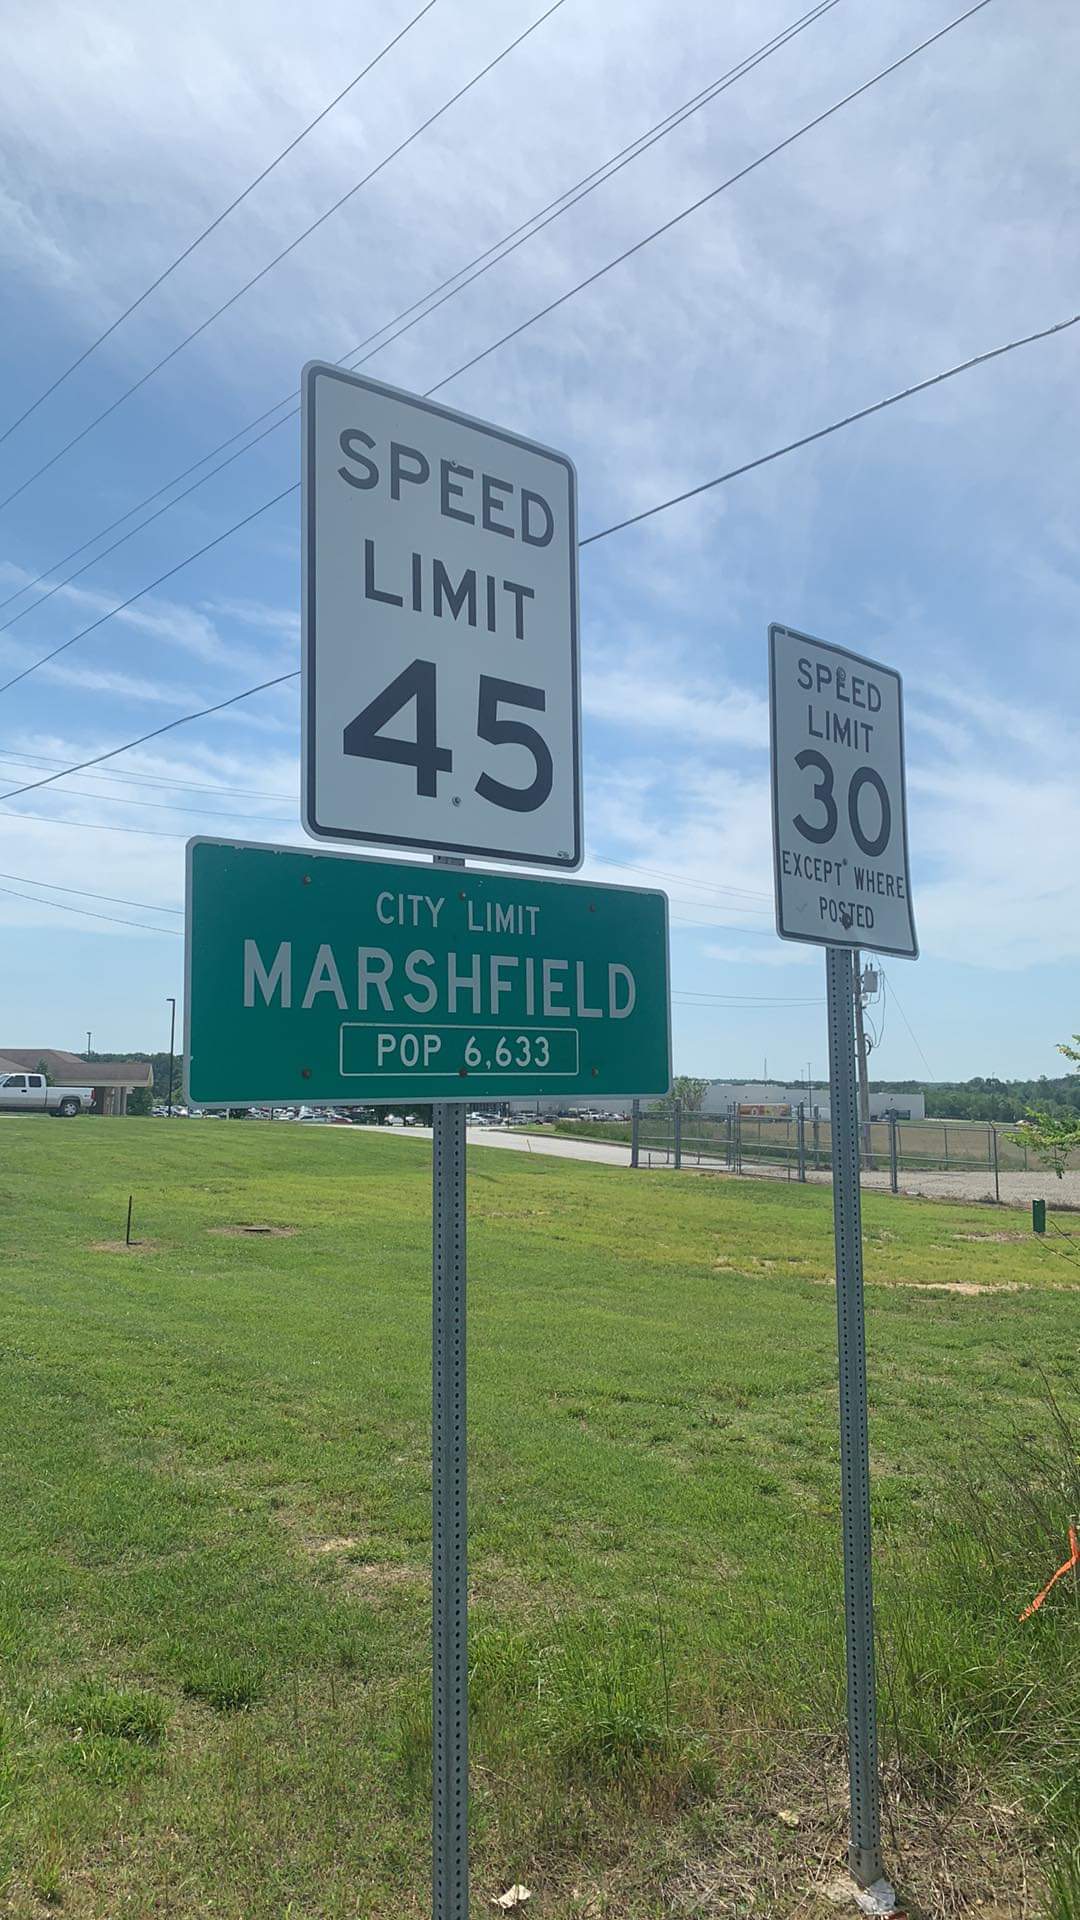 SPEED
LIMIT
45
CITY LIMIT
MARSHFIELD
POP 6,633
SPEED
LIMIT
30
EXCEPT WHERE
POSTED